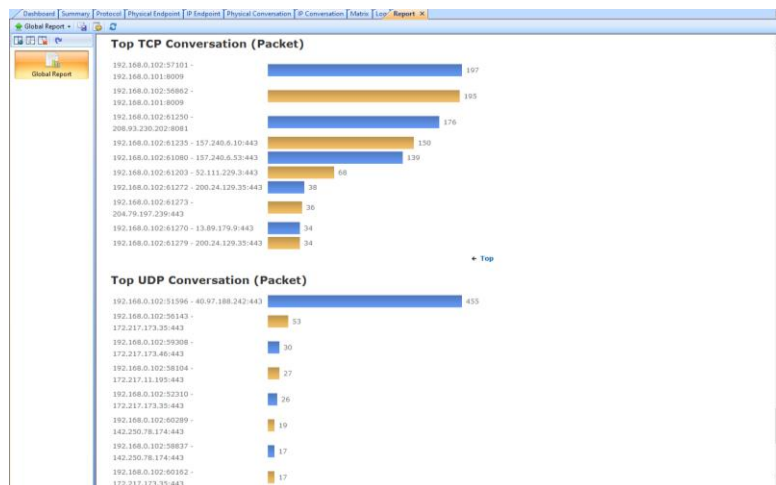 Dashboard Summary Protocol Physical Endpoint IP Endpoint Physical Conversation IP Conversation Matrix Log Report
Global Report
Global Report
Top TCP Conversation (Packet)
192.168.0.102:57101 -
192.168.0.101:8009
197
192.168.0.102:56862 -
192.168.0.101:8009
195
192.168.0.102:61250 -
208.93.230.202:8081
176
192.168.0.102:61235 - 157.240.6.10:443 150
192.168.0.102:61080 - 157.240.6.53:443 139
192.168.0.102:61203 - 52.111.229.3:443 68
192.168.0.102:61272 - 200.24.129.35:443 38
192.168.0.102:61273 -
204.79.197.239:443
36
192.168.0.102:61270 - 13.89.179.9:443 34
192.168.0.102:61279 - 200.24.129.35:443 34
Top
Top UDP Conversation (Packet)
192.168.0.102:51596 - 40.97.188.242:443 455
192.168.0.102:56143 -
172.217.173.35:443
53
192.168.0.102:59308 -
172.217.173.46:443
30
192.168.0.102:58104 -
172.217.11.195:443
27
192.168.0.102:52310 -
172.217.173.35:443
26
192.168.0.102:60289 -
142.250.78.174:443
19
192.168.0.102:58837 -
142.250.78.174:443
17
192.168.0.102:60162 -
172.217.173.35:443
17